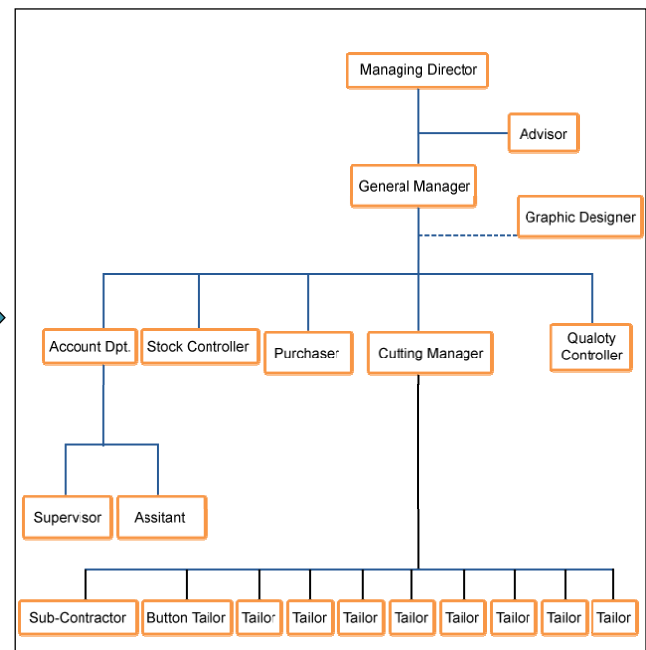 Managing Director
Advisor
General Manager
Graphic Designer
Account Dpt.
Stock Controller
Purchaser
Cutting Manager
Qualoty
Controller
Supervisor
Assitant
Sub-Contractor
Button Tailor
Tailor
Tailor
Tailor
Tailor
Tailor
Tailor
Tailor
Tailor